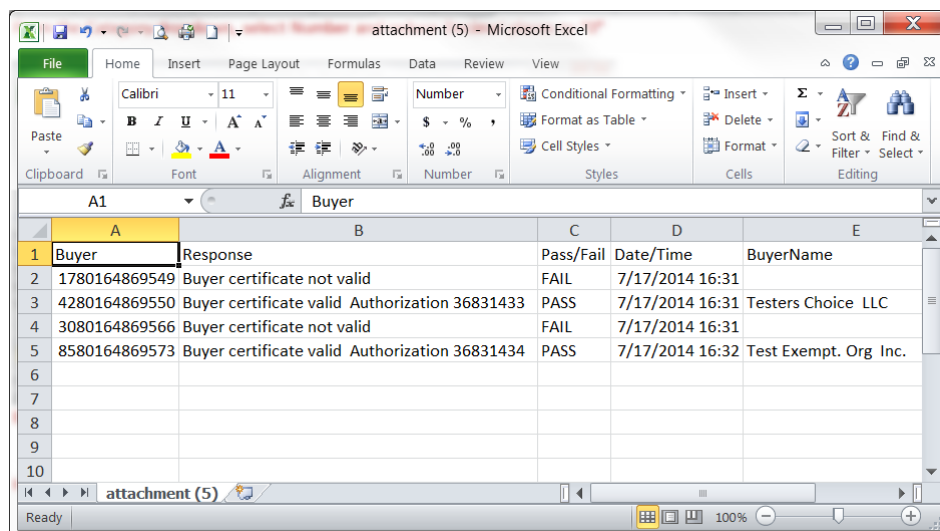 attachment (5) - Microsoft Excel
File Home Insert Page Layout Formulas Data Review View
Paste
Calibri 11
B I U A A
A
Number
$ % ,
.00 .00
Conditional Formatting
Format as Table
Cell Styles
Insert
Delete
Format
Σ
Sort & Filter
Find & Select
Clipboard Font Alignment Number Styles Cells Editing
A1 fx Buyer
A B C D E
1 Buyer Response Pass/Fail Date/Time BuyerName
2 1780164869549 Buyer certificate not valid FAIL 7/17/2014 16:31
3 4280164869550 Buyer certificate valid Authorization 36831433 PASS 7/17/2014 16:31 Testers Choice LLC
4 3080164869566 Buyer certificate not valid FAIL 7/17/2014 16:31
5 8580164869573 Buyer certificate valid Authorization 36831434 PASS 7/17/2014 16:32 Test Exempt. Org Inc.
6
7
8
9
10
attachment (5)
Ready 100%